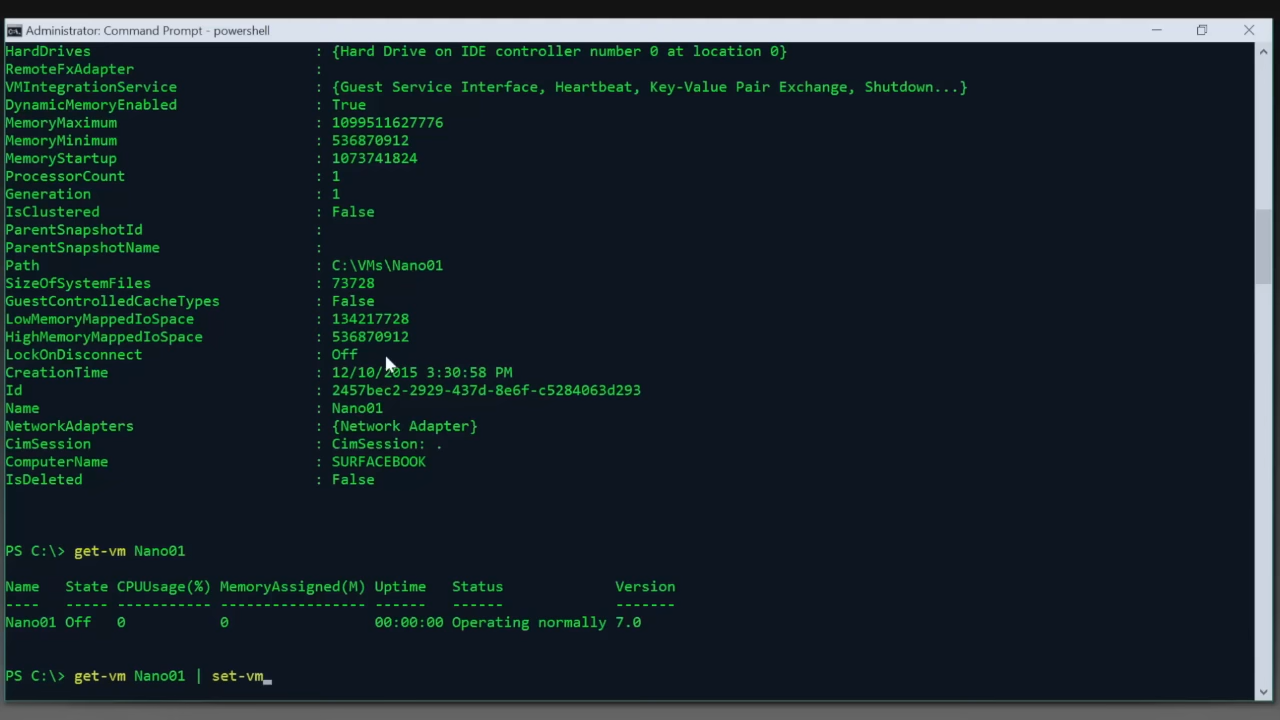 Administrator: Command Prompt - powershell
HardDrives : {Hard Drive on IDE controller number 0 at location 0}
RemoteFxAdapter :
VMIntegrationService : {Guest Service Interface, Heartbeat, Key-Value Pair Exchange, Shutdown...}
DynamicMemoryEnabled : True
MemoryMaximum : 1099511627776
MemoryMinimum : 536870912
MemoryStartup : 1073741824
ProcessorCount : 1
Generation : 1
IsClustered : False
ParentSnapshotId :
ParentSnapshotName :
Path : C:\VMs\Nano01
SizeOfSystemFiles : 73728
GuestControlledCacheTypes : False
LowMemoryMappedIoSpace : 134217728
HighMemoryMappedIoSpace : 536870912
LockOnDisconnect : Off
CreationTime : 12/10/2015 3:30:58 PM
Id : 2457bec2-2929-437d-8e6f-c5284063d293
Name : Nano01
NetworkAdapters : {Network Adapter}
CimSession : CimSession: .
ComputerName : SURFACEBOOK
IsDeleted : False
PS C:\> get-vm Nano01
Name State CPUUsage(%) MemoryAssigned(M) Uptime Status Version
---- ----- ----------- ----------------- ------ ------ -------
Nano01 Off 0 0 00:00:00 Operating normally 7.0
PS C:\> get-vm Nano01 | set-vm_